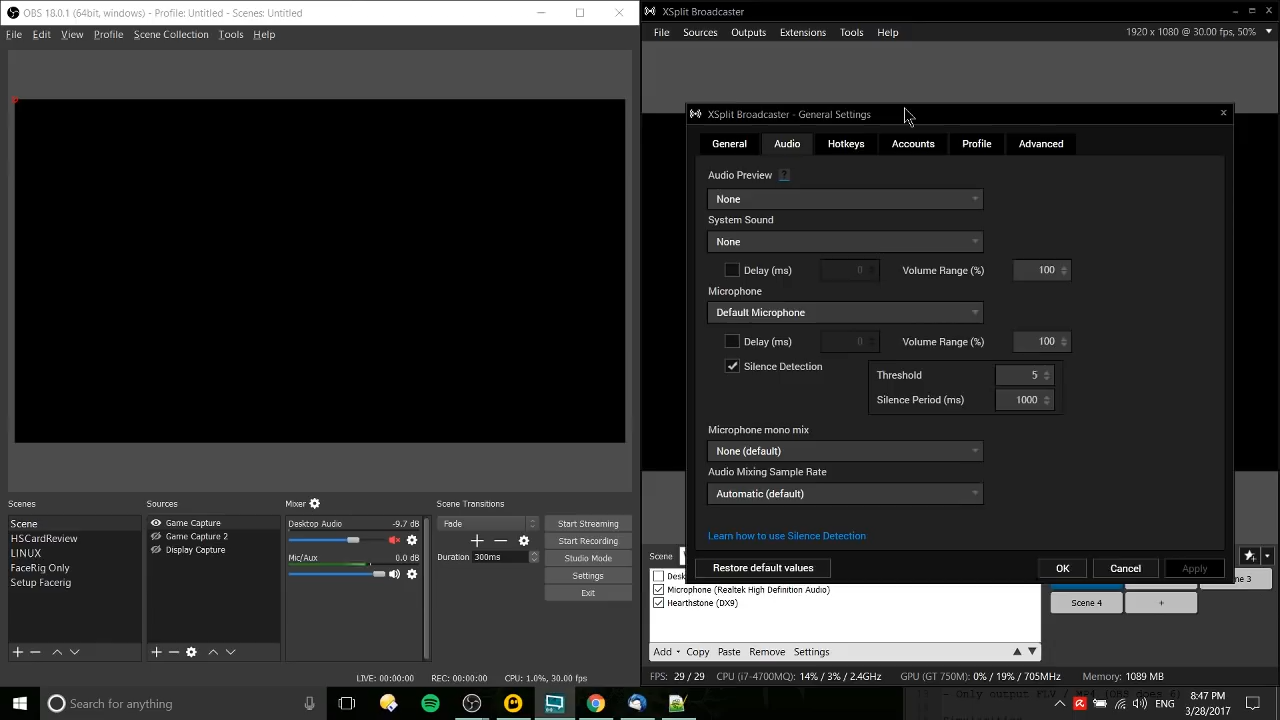 OBS 18.0.1 (64bit, windows) - Profile: Untitled - Scenes: Untitled
File Edit View Profile Scene Collection Tools Help
Scenes
Scene
HSCardReview
LINUX
FaceRig Only
Setup Facerig
Sources
Game Capture
Game Capture 2
Display Capture
Mixer
Desktop Audio -9.7 dB
Mic/Aux 0.0 dB
Scene Transitions
Fade
Duration 300ms
Start Streaming
Start Recording
Studio Mode
Settings
Exit
LIVE: 00:00:00 REC: 00:00:00 CPU: 1.0%, 30.00 fps
XSplit Broadcaster
File Sources Outputs Extensions Tools Help 1920 x 1080 @ 30.00 fps, 50%
XSplit Broadcaster - General Settings
General Audio Hotkeys Accounts Profile Advanced
Audio Preview ?
None
System Sound
None
Delay (ms) 0 Volume Range (%) 100
Microphone
Default Microphone
Delay (ms) 0 Volume Range (%) 100
Silence Detection Threshold 5
Silence Period (ms) 1000
Microphone mono mix
None (default)
Audio Mixing Sample Rate
Automatic (default)
Learn how to use Silence Detection
Restore default values OK Cancel Apply
Scene
Microphone (Realtek High Definition Audio)
Hearthstone (DX9)
Scene 4 +
Add Copy Paste Remove Settings
FPS: 29 / 29 CPU (i7-4700MQ): 14% / 3% / 2.4GHz GPU (GT 750M): 0% / 19% / 705MHz Memory: 1089 MB
- Only output FLV / MP4 (OBS does 6)
Search for anything
8:47 PM
3/28/2017